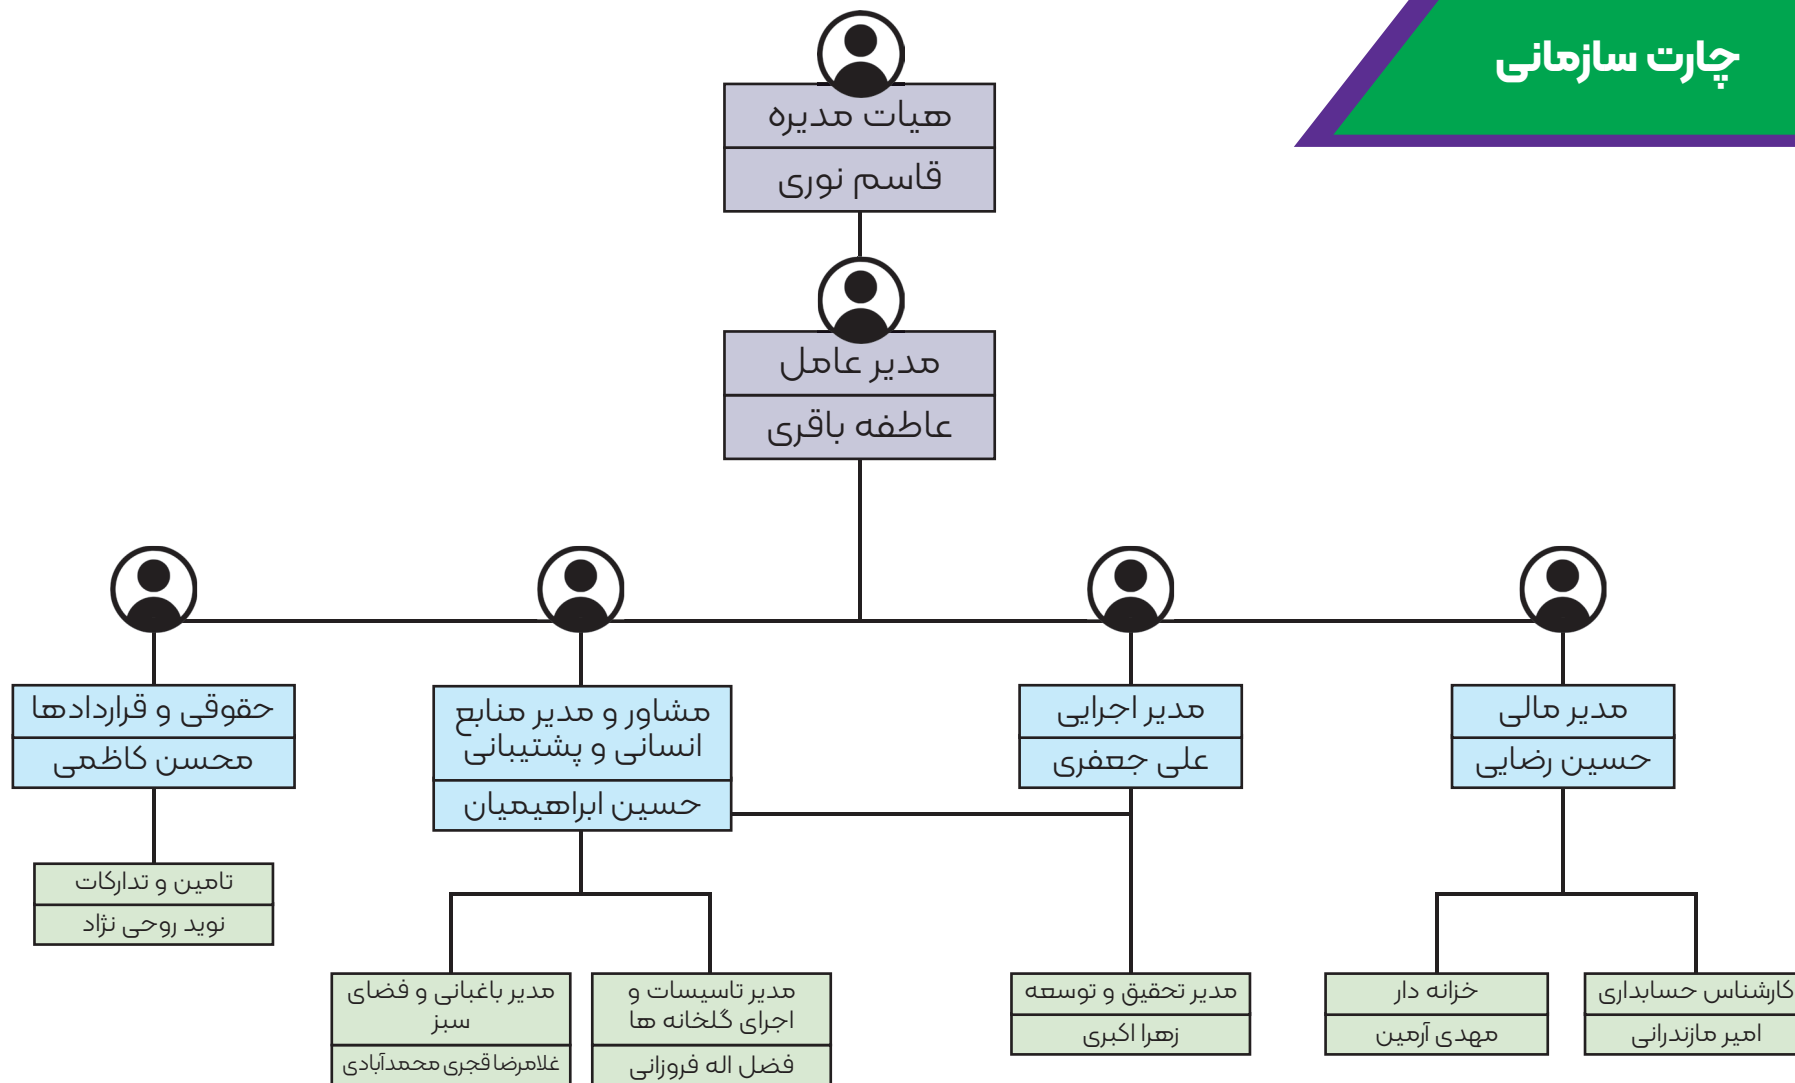 چارت سازمانی
هیات مدیره
قاسم نوری
مدیر عامل
عاطفه باقری
مدیر مالی
حسین رضایی
مدیر اجرایی
علی جعفری
مشاور و مدیر منابع
انسانی و پشتیبانی
حسین ابراهیمیان
حقوقی و قراردادها
محسن کاظمی
تامین و تدارکات
نوید روحی نژاد
کارشناس حسابداری
امیر مازندرانی
خزانه دار
مهدی آرمین
مدیر تحقیق و توسعه
زهرا اکبری
مدیر تاسیسات و
اجرای گلخانه ها
فضل اله فروزانی
مدیر باغبانی و فضای
سبز
غلامرضا قجری محمدآبادی